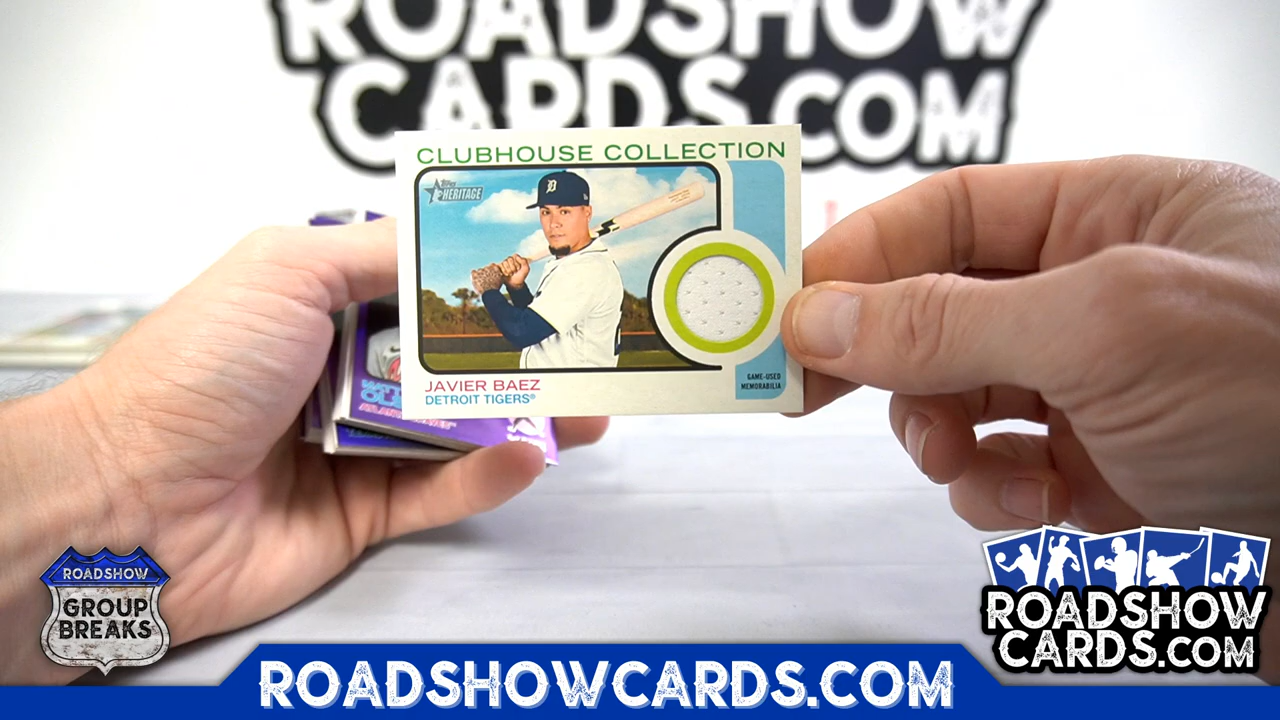 ROADSHOW
CARDS.COM
CLUBHOUSE COLLECTION
Topps
HERITAGE
JAVIER BAEZ
DETROIT TIGERS®
GAME-USED
MEMORABILIA
ROADSHOW
GROUP
BREAKS
ROADSHOWCARDS.COM
ROADSHOW
CARDS.COM